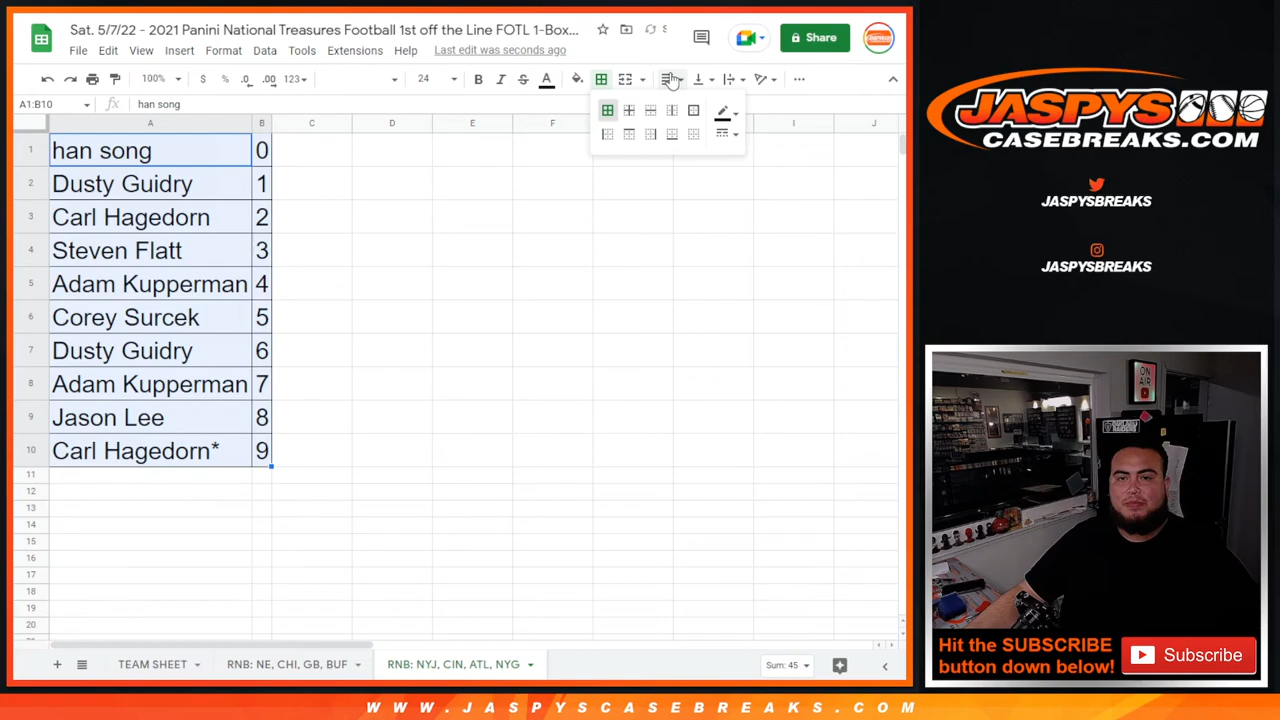 Sat. 5/7/22 - 2021 Panini National Treasures Football 1st off the Line FOTL 1-Box...
File Edit View Insert Format Data Tools Extensions Help Last edit was seconds ago
Share
100% $ % .0 .00 123 24 B I S A
A1:B10 fx han song
A B C D E F I J
1 han song 0
2 Dusty Guidry 1
3 Carl Hagedorn 2
4 Steven Flatt 3
5 Adam Kupperman 4
6 Corey Surcek 5
7 Dusty Guidry 6
8 Adam Kupperman 7
9 Jason Lee 8
10 Carl Hagedorn* 9
11
12
13
14
15
16
17
18
19
20
TEAM SHEET RNB: NE, CHI, GB, BUF RNB: NYJ, CIN, ATL, NYG Sum: 45
JASPYS
CASEBREAKS.COM
JASPYSBREAKS
JASPYSBREAKS
ON
AIR
Hit the SUBSCRIBE
button down below!
Subscribe
WWW.JASPYSCASEBREAKS.COM